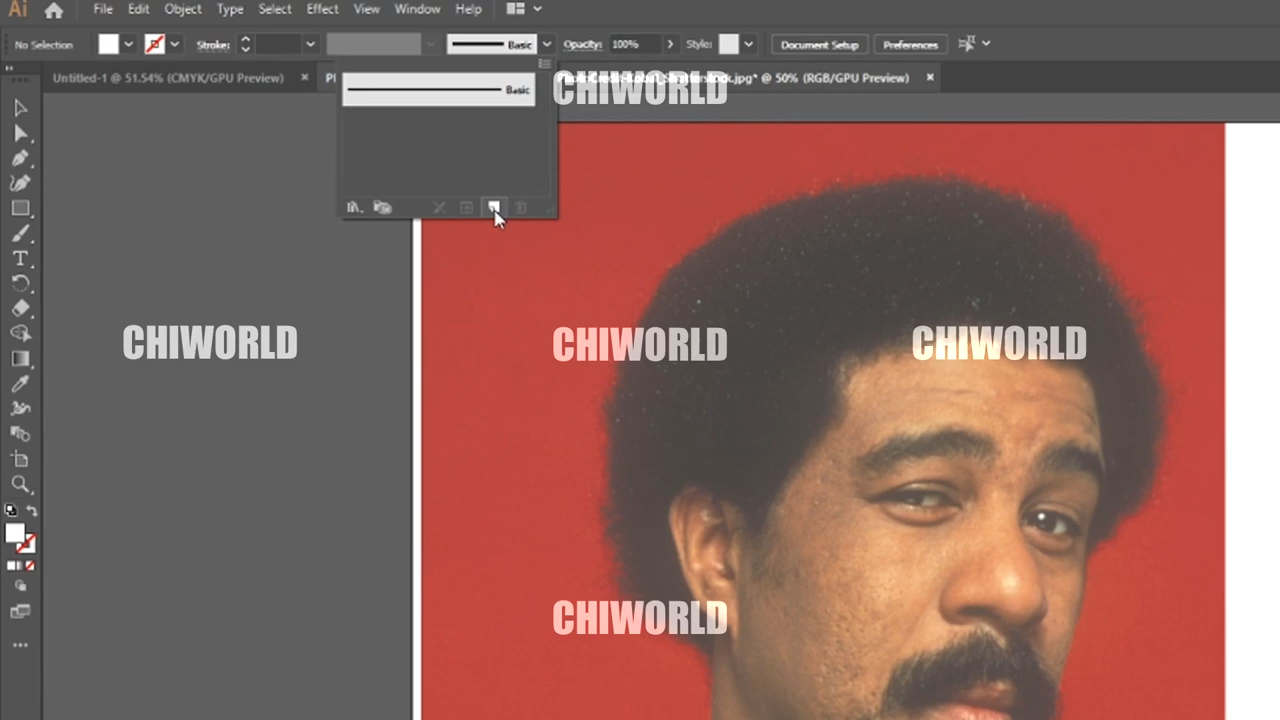 Ai File Edit Object Type Select Effect View Window Help
No Selection Stroke: Basic Opacity: 100% Style: Document Setup Preferences
Untitled-1 @ 51.54% (CMYK/GPU Preview) × .jpg* @ 50% (RGB/GPU Preview) ×
CHIWORLD
Basic
CHIWORLD CHIWORLD CHIWORLD
CHIWORLD